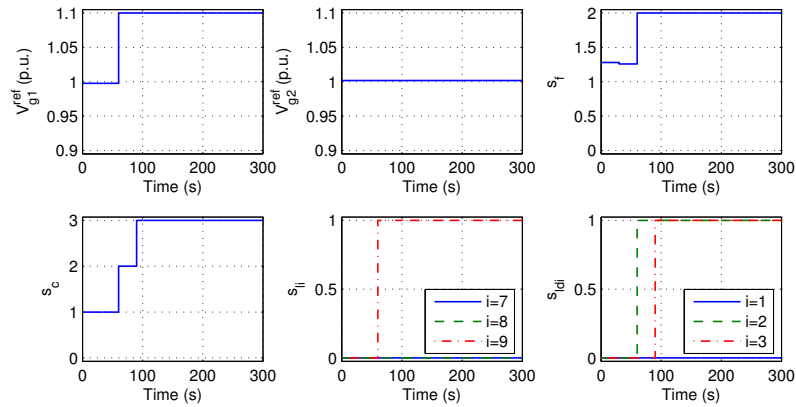 V_g1^ref (p.u.)
1.1
1.05
1
0.95
0.9
0 100 200 300
Time (s)
V_g2^ref (p.u.)
1.1
1.05
1
0.95
0.9
0 100 200 300
Time (s)
s_f
2
1.5
1
0.5
0
0 100 200 300
Time (s)
s_c
3
2
1
0
0 100 200 300
Time (s)
s_li
1
0.5
0
0 100 200 300
Time (s)
i=7
i=8
i=9
s_ldi
1
0.5
0
0 100 200 300
Time (s)
i=1
i=2
i=3